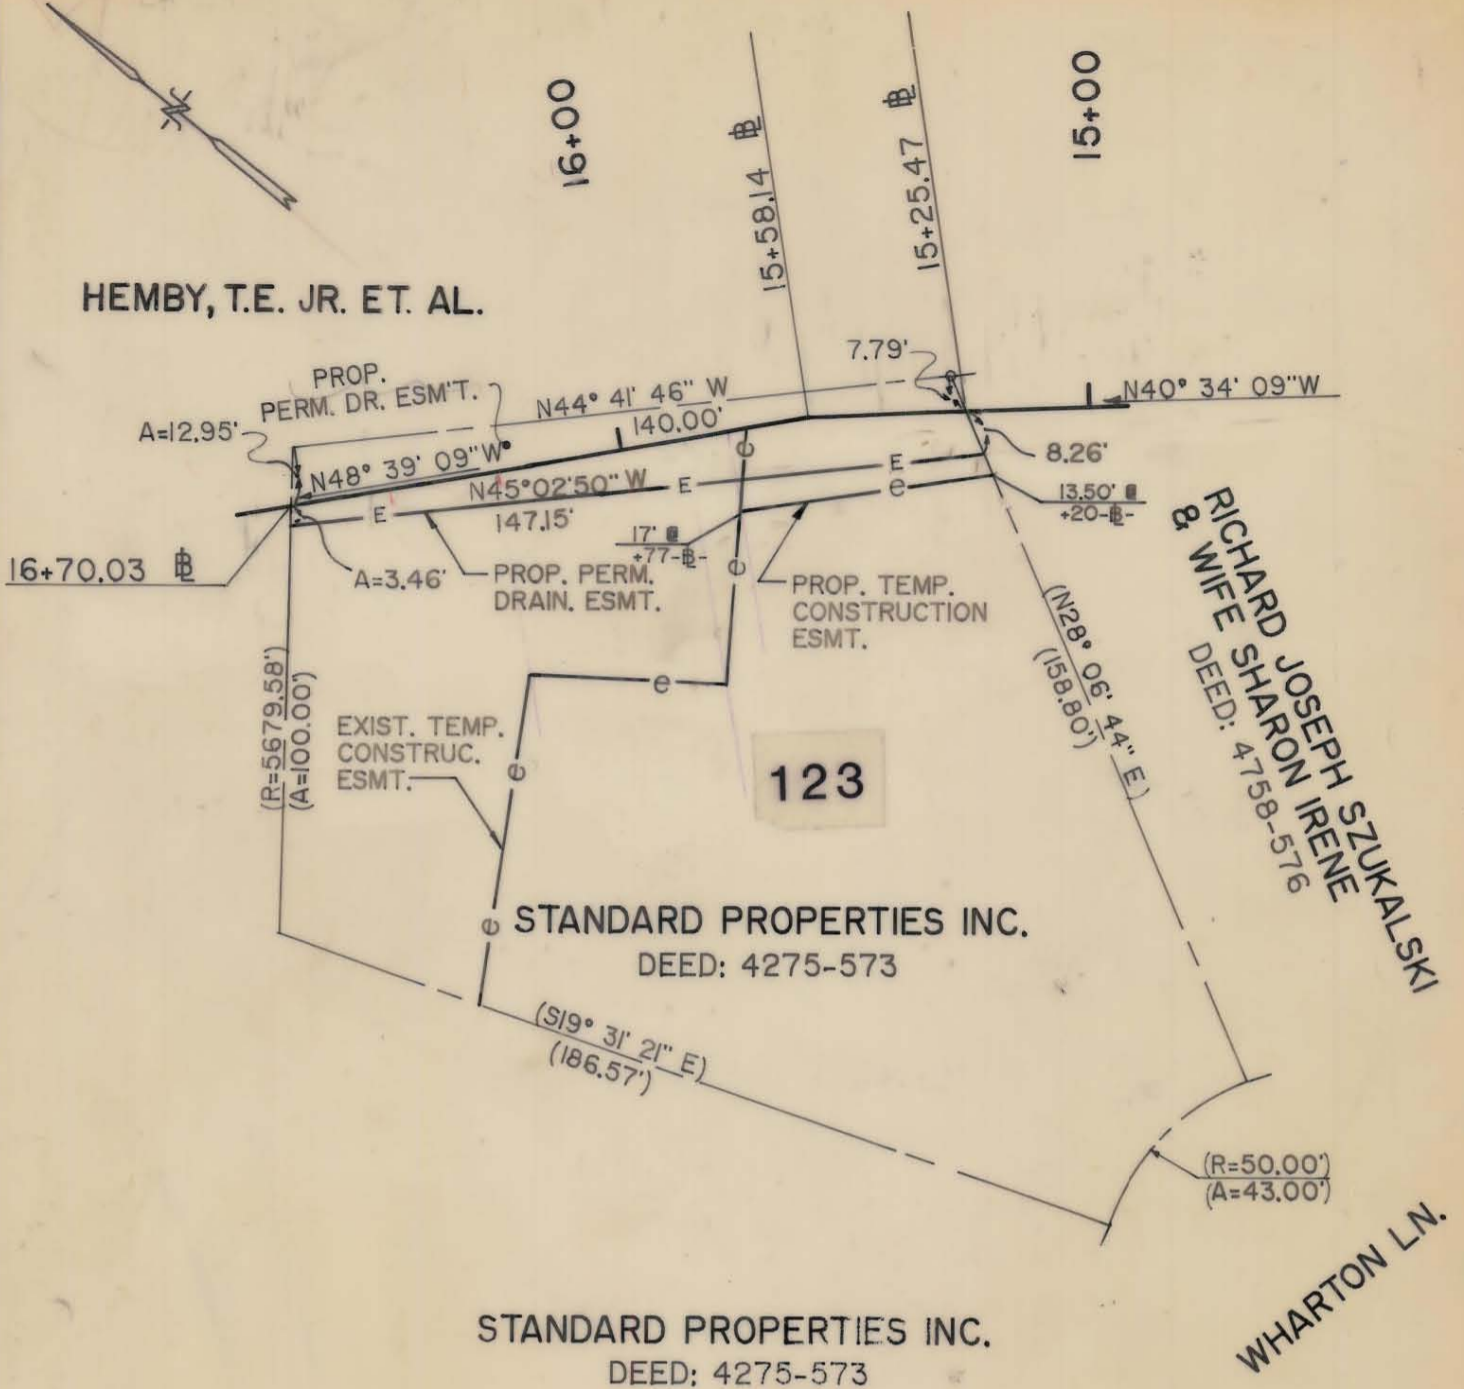 16+00
15+58.14 BL
15+25.47 BL
15+00
HEMBY, T.E. JR. ET. AL.
PROP.
PERM. DR. ESM'T.
A=12.95'
N44° 41' 46" W
140.00'
7.79'
N40° 34' 09"W
N48° 39' 09"W
8.26'
E
E
E
N45°02'50" W
147.15'
e
e
e
e
e
e
13.50'
+20-BL-
17'
+77-BL-
16+70.03 BL
A=3.46'
PROP. PERM.
DRAIN. ESMT.
PROP. TEMP.
CONSTRUCTION
ESMT.
(R=5679.58')
(A=100.00')
EXIST. TEMP.
CONSTRUC.
ESMT.
123
(N28° 06' 44" E)
(158.80')
RICHARD JOSEPH SZUKALSKI
& WIFE SHARON IRENE
DEED: 4758-576
STANDARD PROPERTIES INC.
DEED: 4275-573
(S19° 31' 21" E)
(186.57')
(R=50.00')
(A=43.00')
WHARTON LN.
STANDARD PROPERTIES INC.
DEED: 4275-573